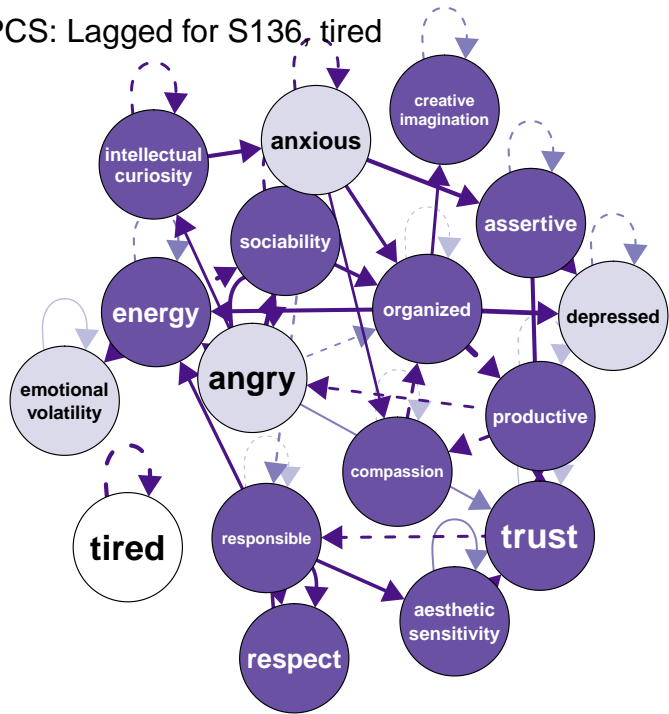 PCS: Lagged for S136, tired
creative
imagination
anxious
intellectual
curiosity
assertive
sociability
energy
organized
depressed
angry
emotional
volatility
productive
compassion
tired
responsible
trust
aesthetic
sensitivity
respect